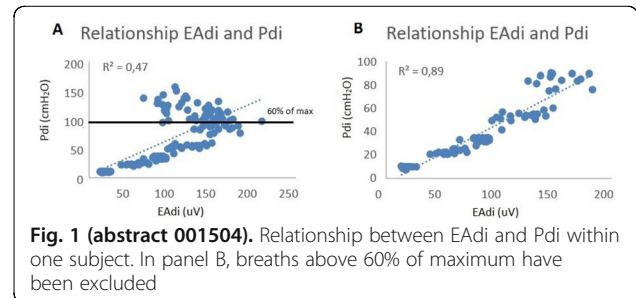 A Relationship EAdi and Pdi
R² = 0,47
Pdi (cmH2O)
200
150
100
50
0
60% of max
50 100 150 200 250
EAdi (uV)
B Relationship EAdi and Pdi
R² = 0,89
Pdi (cmH2O)
100
80
60
40
20
0
0 50 100 150 200
EAdi (uV)
Fig. 1 (abstract 001504). Relationship between EAdi and Pdi within
one subject. In panel B, breaths above 60% of maximum have
been excluded